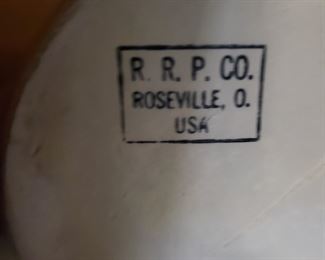 R. R. P. CO.
ROSEVILLE, O.
USA